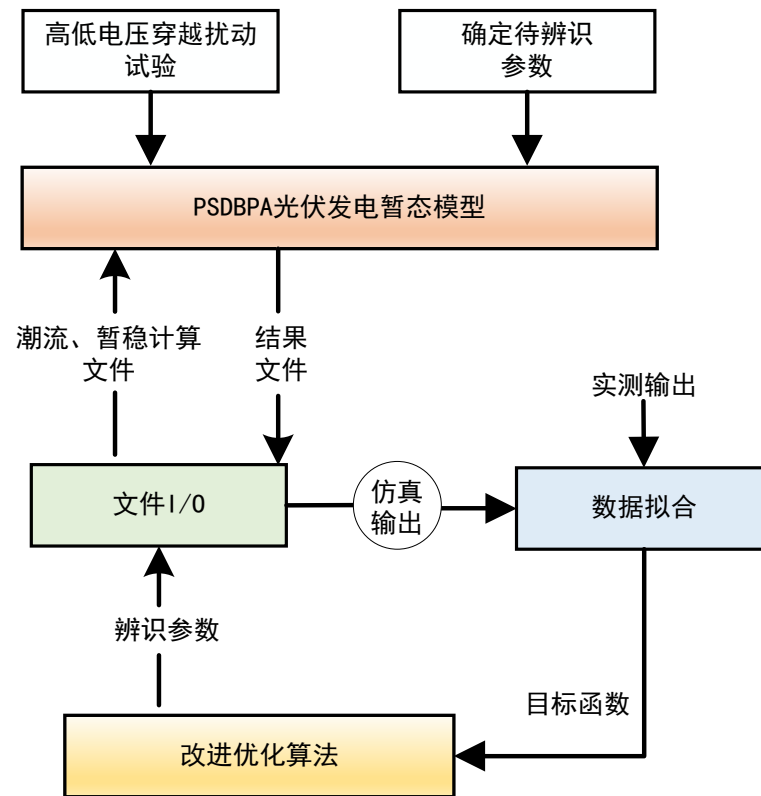 高低电压穿越扰动
试验
确定待辨识
参数
PSDBPA光伏发电暂态模型
潮流、暂稳计算
文件
结果
文件
实测输出
文件I/O
仿真
输出
数据拟合
辨识参数
目标函数
改进优化算法